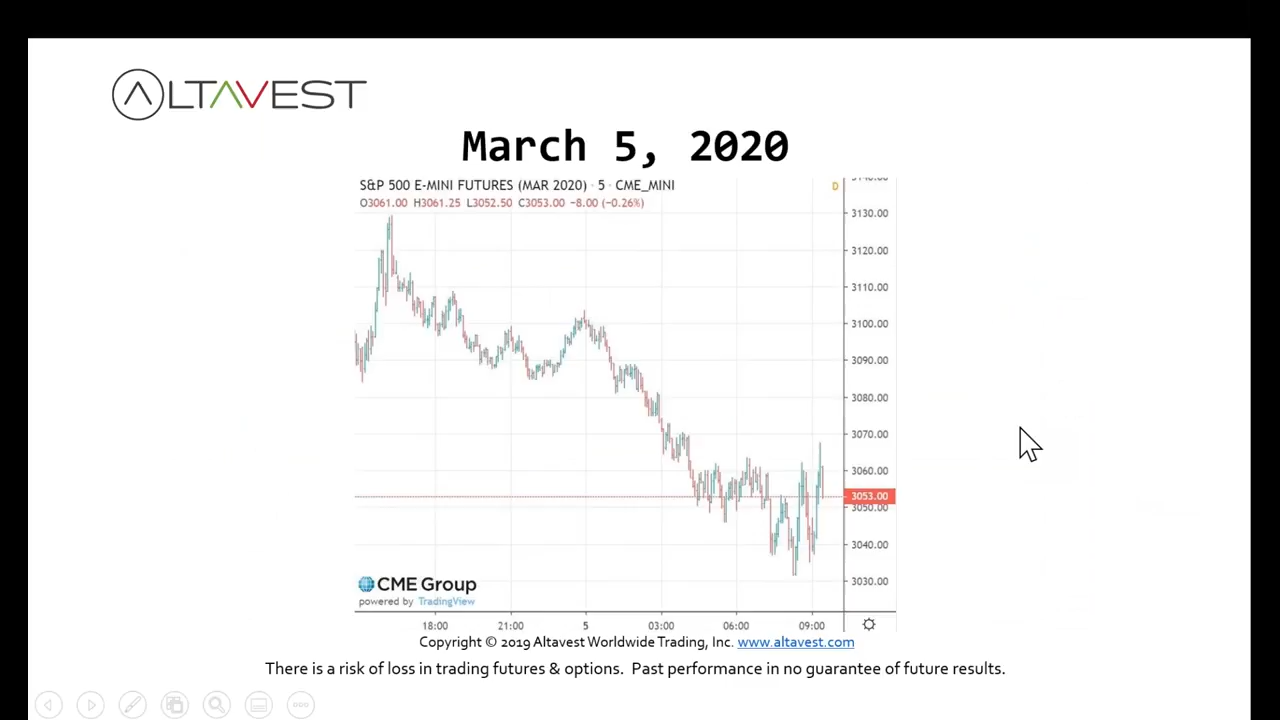 ALTAVEST
March 5, 2020
S&P 500 E-MINI FUTURES (MAR 2020) · 5 · CME_MINI
D
O3061.00 H3061.25 L3052.50 C3053.00 −8.00 (−0.26%)
3130.00
3120.00
3110.00
3100.00
3090.00
3080.00
3070.00
3060.00
3053.00
3050.00
3040.00
3030.00
CME Group
powered by TradingView
18:00 21:00 5 03:00 06:00 09:00
Copyright © 2019 Altavest Worldwide Trading, Inc. www.altavest.com
There is a risk of loss in trading futures & options. Past performance in no guarantee of future results.